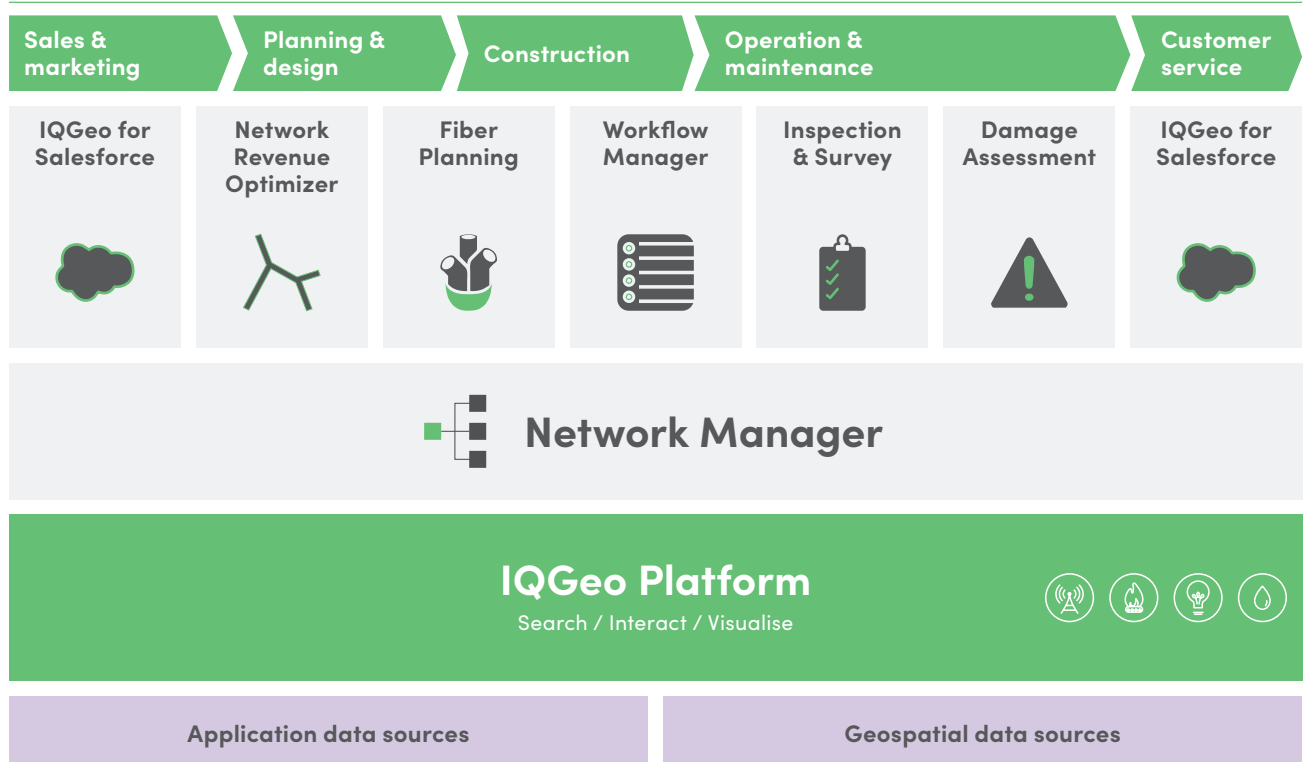 Sales &
marketing
Planning &
design
Construction
Operation &
maintenance
Customer
service
IQGeo for
Salesforce
Network
Revenue
Optimizer
Fiber
Planning
Workflow
Manager
Inspection
& Survey
Damage
Assessment
IQGeo for
Salesforce
Network Manager
IQGeo Platform
Search / Interact / Visualise
Application data sources
Geospatial data sources